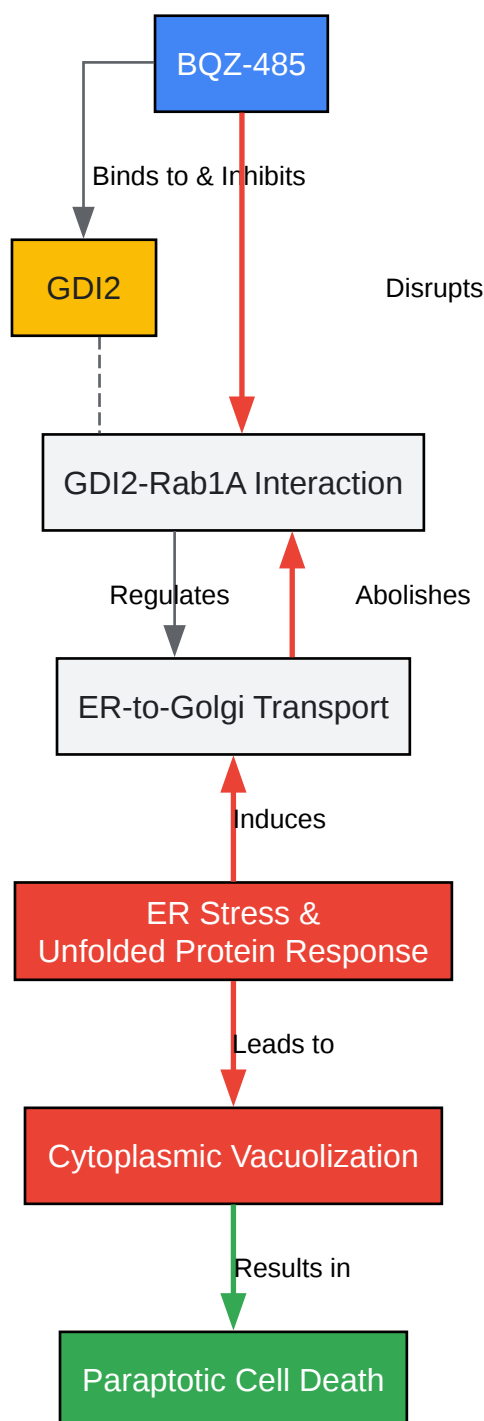 BQZ-485
Binds to & Inhibits
GDI2
Disrupts
GDI2-Rab1A Interaction
Regulates
Abolishes
ER-to-Golgi Transport
Induces
ER Stress &
Unfolded Protein Response
Leads to
Cytoplasmic Vacuolization
Results in
Paraptotic Cell Death